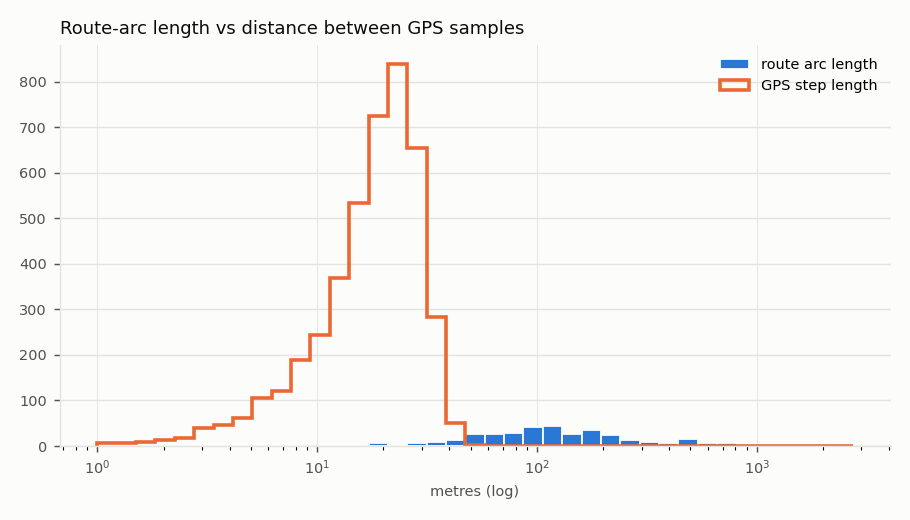 Route-arc length vs distance between GPS samples
route arc length
GPS step length
800
700
600
500
400
300
200
100
0
10⁰ 10¹ 10² 10³
metres (log)